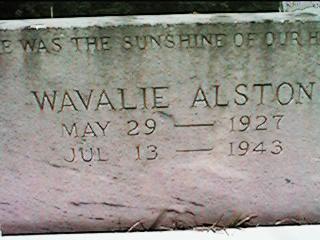 E WAS THE SUNSHINE OF OUR H
WAVALIE ALSTON
MAY 29 — 1927
JUL 13 — 1943